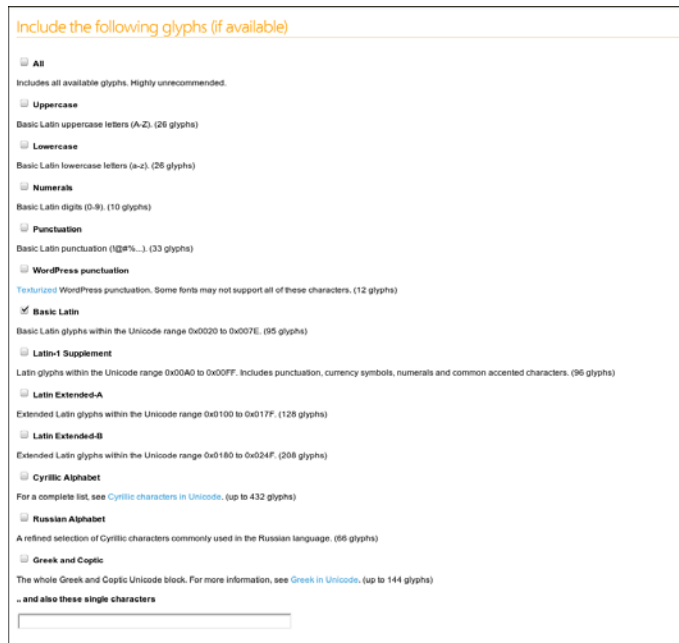 Include the following glyphs (if available)
All
Includes all available glyphs. Highly unrecommended.
Uppercase
Basic Latin uppercase letters (A-Z). (26 glyphs)
Lowercase
Basic Latin lowercase letters (a-z). (26 glyphs)
Numerals
Basic Latin digits (0-9). (10 glyphs)
Punctuation
Basic Latin punctuation (!@#%...). (33 glyphs)
WordPress punctuation
Texturized WordPress punctuation. Some fonts may not support all of these characters. (12 glyphs)
Basic Latin
Basic Latin glyphs within the Unicode range 0x0020 to 0x007E. (95 glyphs)
Latin-1 Supplement
Latin glyphs within the Unicode range 0x00A0 to 0x00FF. Includes punctuation, currency symbols, numerals and common accented characters. (96 glyphs)
Latin Extended-A
Extended Latin glyphs within the Unicode range 0x0100 to 0x017F. (128 glyphs)
Latin Extended-B
Extended Latin glyphs within the Unicode range 0x0180 to 0x024F. (208 glyphs)
Cyrillic Alphabet
For a complete list, see Cyrillic characters in Unicode. (up to 432 glyphs)
Russian Alphabet
A refined selection of Cyrillic characters commonly used in the Russian language. (66 glyphs)
Greek and Coptic
The whole Greek and Coptic Unicode block. For more information, see Greek in Unicode. (up to 144 glyphs)
.. and also these single characters